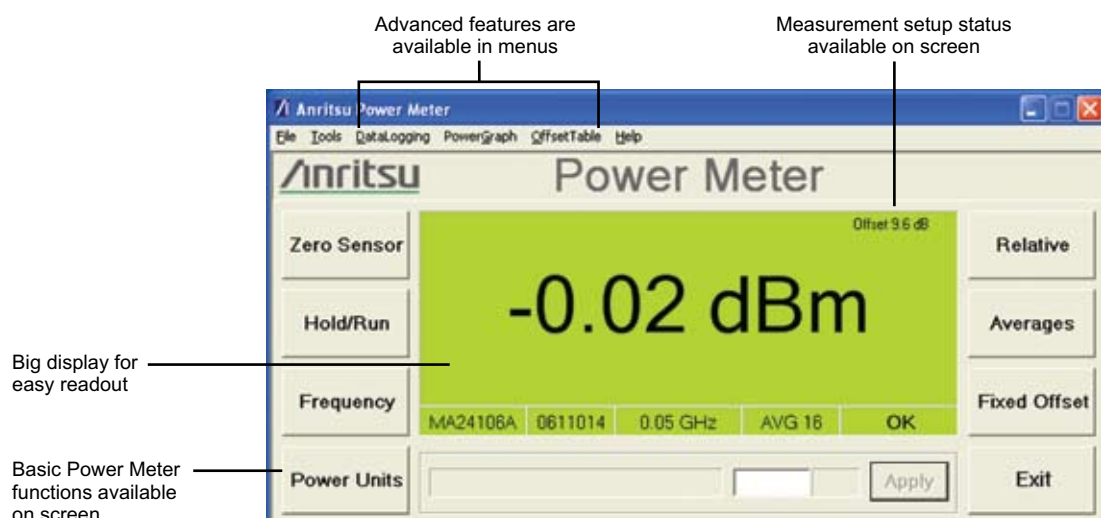 Advanced features are
available in menus
Measurement setup status
available on screen
Anritsu Power Meter
File Tools DataLogging PowerGraph OffsetTable Help
Anritsu Power Meter
Offset 9.6 dB
Zero Sensor
Relative
-0.02 dBm
Hold/Run
Averages
Big display for
easy readout
Frequency
Fixed Offset
MA24106A 0611014 0.05 GHz AVG 16 OK
Basic Power Meter
functions available
on screen
Power Units
Apply
Exit